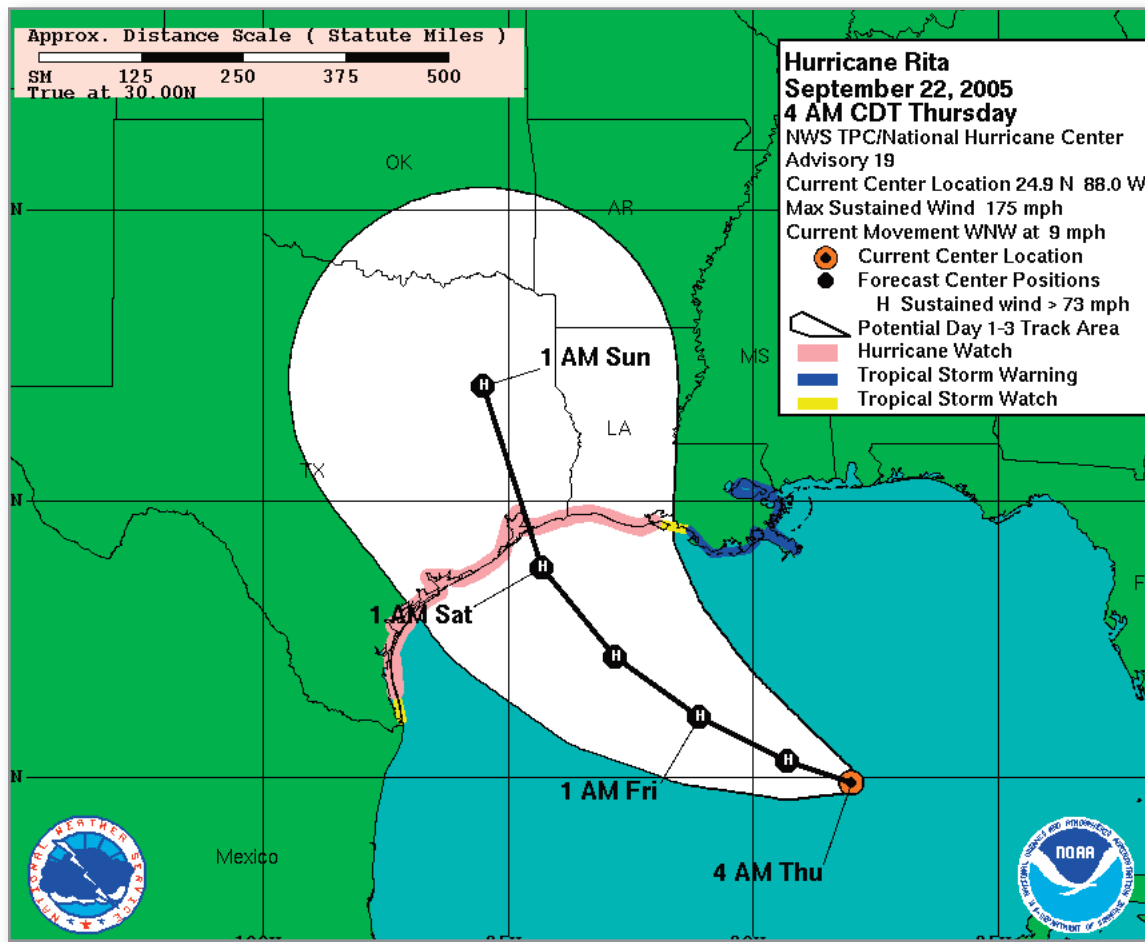 Approx. Distance Scale ( Statute Miles )
SM 125 250 375 500
True at 30.00N
Hurricane Rita
September 22, 2005
4 AM CDT Thursday
NWS TPC/National Hurricane Center
Advisory 19
Current Center Location 24.9 N 88.0 W
Max Sustained Wind 175 mph
Current Movement WNW at 9 mph
Current Center Location
Forecast Center Positions
H Sustained wind > 73 mph
Potential Day 1-3 Track Area
Hurricane Watch
Tropical Storm Warning
Tropical Storm Watch
OK
AR
N
MS
1 AM Sun
H
LA
TX
N
H
F
1 AM Sat
H
H
H
N
1 AM Fri
4 AM Thu
Mexico
NATIONAL WEATHER SERVICE
NOAA